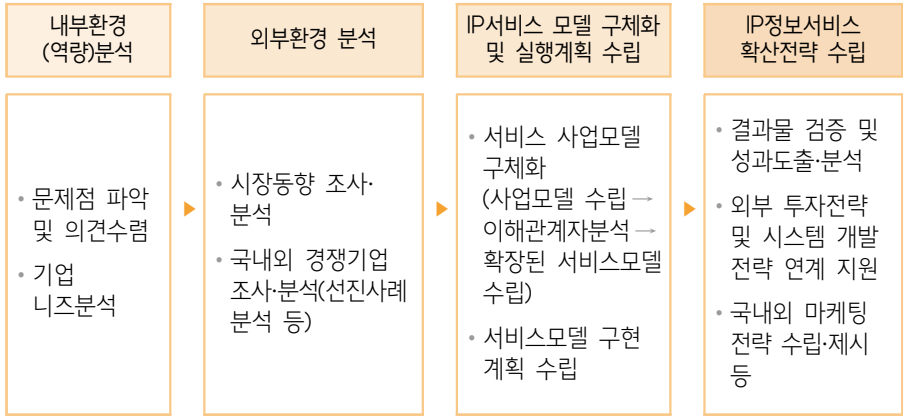 내부환경
(역량)분석
외부환경 분석
IP서비스 모델 구체화
및 실행계획 수립
IP정보서비스
확산전략 수립
• 문제점 파악
및 의견수렴
• 기업
니즈분석
• 시장동향 조사·
분석
• 국내외 경쟁기업
조사·분석(선진사례
분석 등)
• 서비스 사업모델
구체화
(사업모델 수립→
이해관계자분석→
확장된 서비스모델
수립)
• 서비스모델 구현
계획 수립
• 결과물 검증 및
성과도출·분석
• 외부 투자전략
및 시스템 개발
전략 연계 지원
• 국내외 마케팅
전략 수립·제시
등